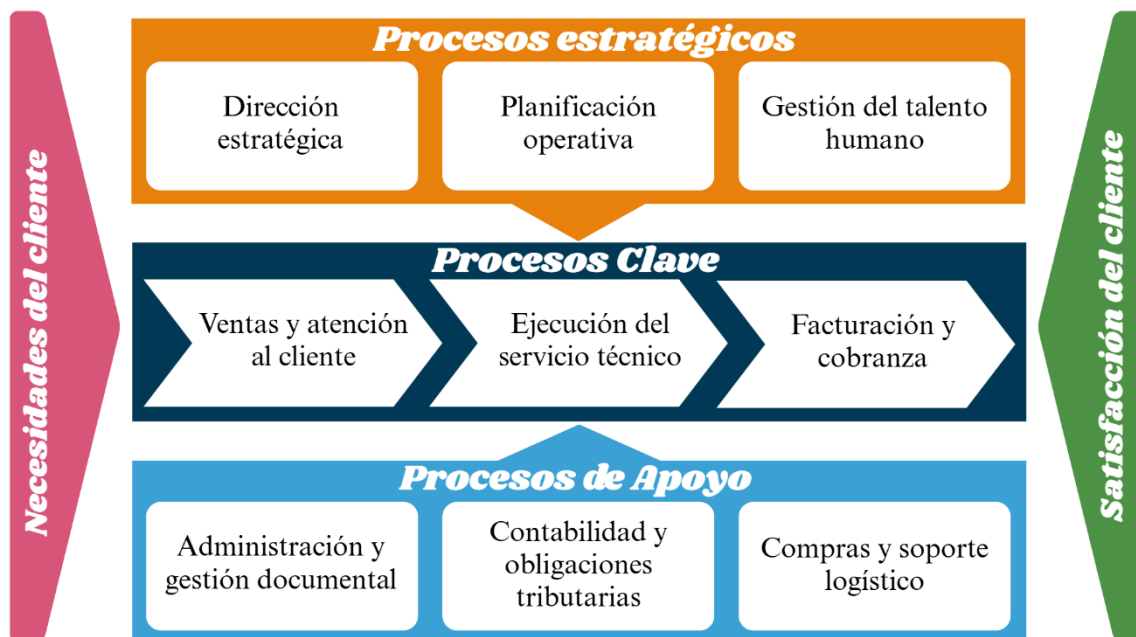 Necesidades del cliente
Procesos estratégicos
Dirección
estratégica
Planificación
operativa
Gestión del talento
humano
Procesos Clave
Ventas y atención
al cliente
Ejecución del
servicio técnico
Facturación y
cobranza
Procesos de Apoyo
Administración y
gestión documental
Contabilidad y
obligaciones
tributarias
Compras y soporte
logístico
Satisfacción del cliente